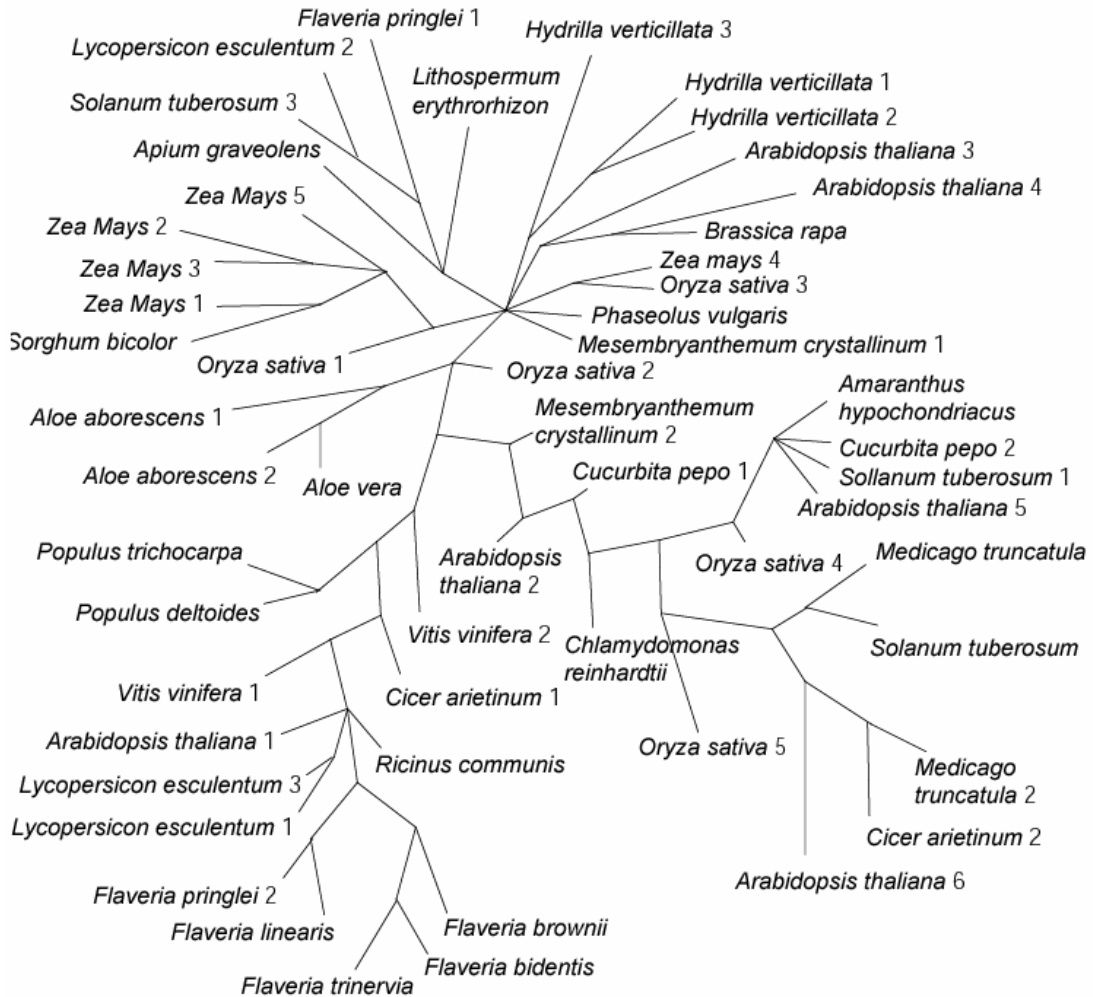 Flaveria pringlei 1
Hydrilla verticillata 3
Lycopersicon esculentum 2
Lithospermum
erythrorhizon
Hydrilla verticillata 1
Solanum tuberosum 3
Hydrilla verticillata 2
Apium graveolens
Arabidopsis thaliana 3
Zea Mays 5
Arabidopsis thaliana 4
Zea Mays 2
Brassica rapa
Zea Mays 3
Zea mays 4
Oryza sativa 3
Zea Mays 1
Phaseolus vulgaris
Sorghum bicolor
Mesembryanthemum crystallinum 1
Oryza sativa 1
Oryza sativa 2
Amaranthus
hypochondriacus
Aloe aborescens 1
Mesembryanthemum
crystallinum 2
Cucurbita pepo 2
Aloe aborescens 2
Cucurbita pepo 1
Sollanum tuberosum 1
Aloe vera
Arabidopsis thaliana 5
Populus trichocarpa
Arabidopsis
thaliana 2
Oryza sativa 4
Medicago truncatula
Populus deltoides
Vitis vinifera 2
Chlamydomonas
reinhardtii
Solanum tuberosum
Vitis vinifera 1
Cicer arietinum 1
Arabidopsis thaliana 1
Oryza sativa 5
Ricinus communis
Lycopersicon esculentum 3
Medicago
truncatula 2
Lycopersicon esculentum 1
Cicer arietinum 2
Arabidopsis thaliana 6
Flaveria pringlei 2
Flaveria linearis
Flaveria brownii
Flaveria bidentis
Flaveria trinervia